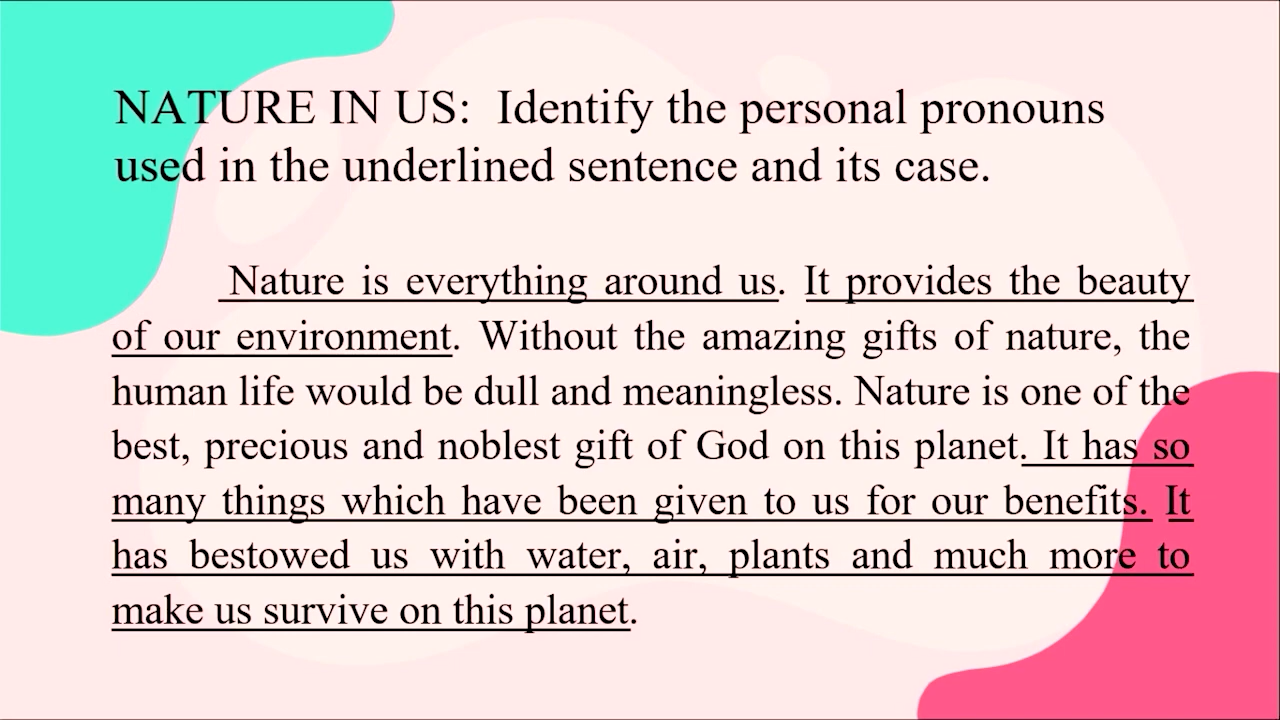 NATURE IN US: Identify the personal pronouns
used in the underlined sentence and its case.
Nature is everything around us. It provides the beauty
of our environment. Without the amazing gifts of nature, the
human life would be dull and meaningless. Nature is one of the
best, precious and noblest gift of God on this planet. It has so
many things which have been given to us for our benefits. It
has bestowed us with water, air, plants and much more to
make us survive on this planet.